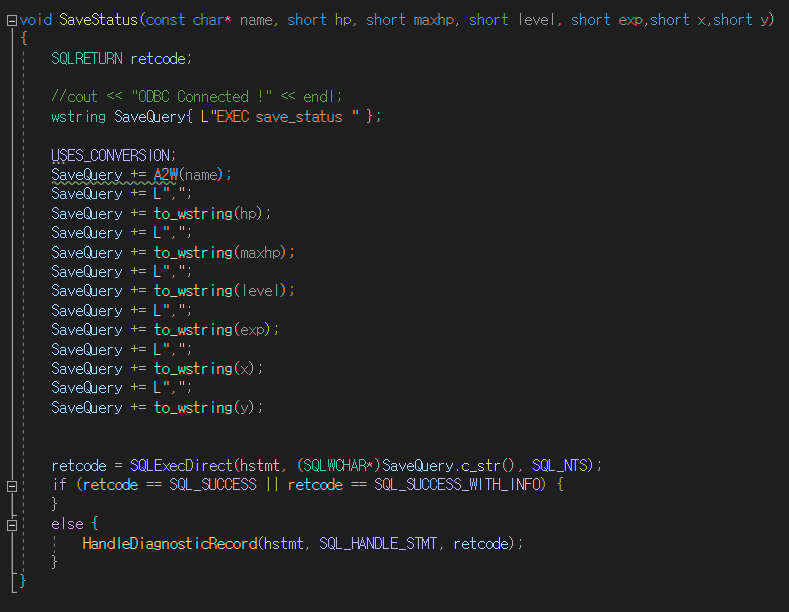 void SaveStatus(const char* name, short hp, short maxhp, short level, short exp,short x,short y)
{
SQLRETURN retcode;
//cout << "ODBC Connected !" << endl;
wstring SaveQuery{ L"EXEC save_status " };
USES_CONVERSION;
SaveQuery += A2₩(name);
SaveQuery += L",";
SaveQuery += to_wstring(hp);
SaveQuery += L",";
SaveQuery += to_wstring(maxhp);
SaveQuery += L",";
SaveQuery += to_wstring(level);
SaveQuery += L",";
SaveQuery += to_wstring(exp);
SaveQuery += L",";
SaveQuery += to_wstring(x);
SaveQuery += L",";
SaveQuery += to_wstring(y);
retcode = SQLExecDirect(hstmt, (SQLWCHAR*)SaveQuery.c_str(), SQL_NTS);
if (retcode == SQL_SUCCESS || retcode == SQL_SUCCESS_WITH_INFO) {
}
else {
HandleDiagnosticRecord(hstmt, SQL_HANDLE_STMT, retcode);
}
}